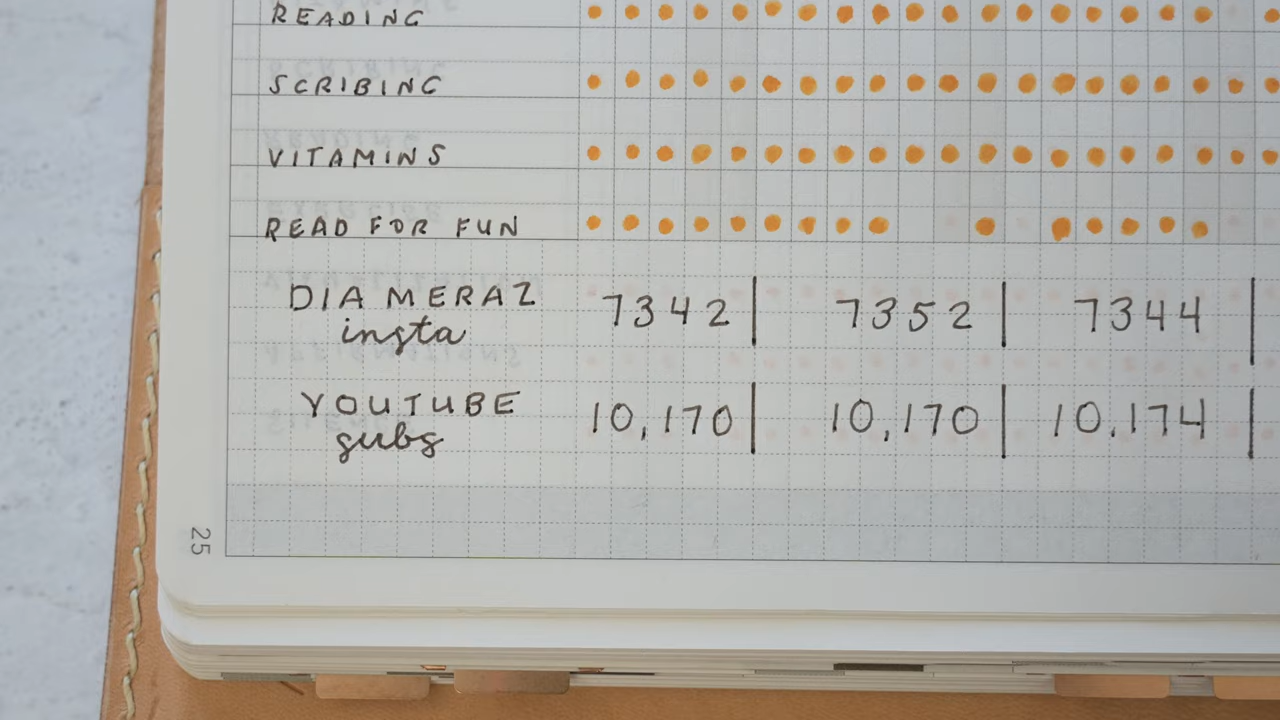 READING
SCRIBING
VITAMINS
READ FOR FUN
DIAMERAZ 7342 7352 7344
insta
YOUTUBE 10,170 10,170 10,174
subs
25